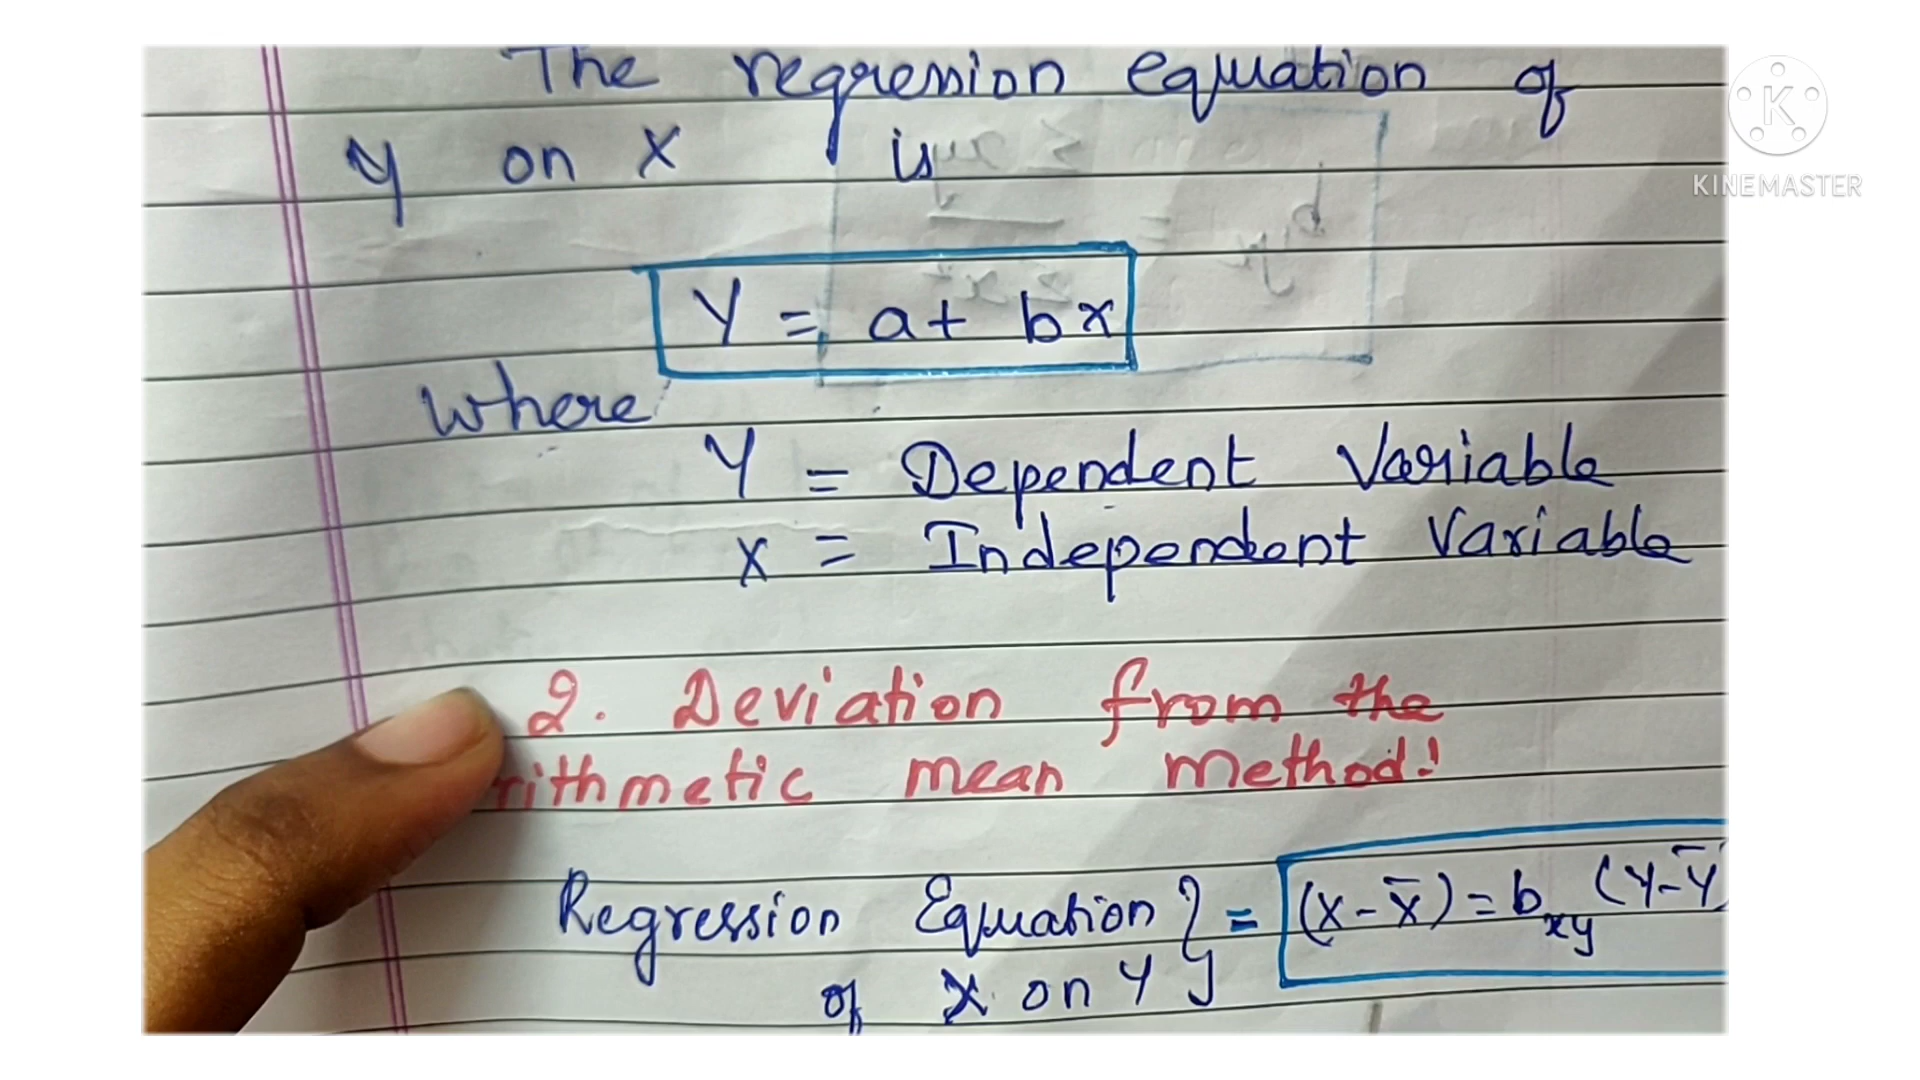 The regression equation of
y on x is
Y = a + bx
where
Y = Dependent Variable
x = Independent Variable
2. Deviation from the
rithmetic mean method:
Regression Equation } = (x - x̄) = b xy (y - ȳ)
of x on y
K
KINEMASTER